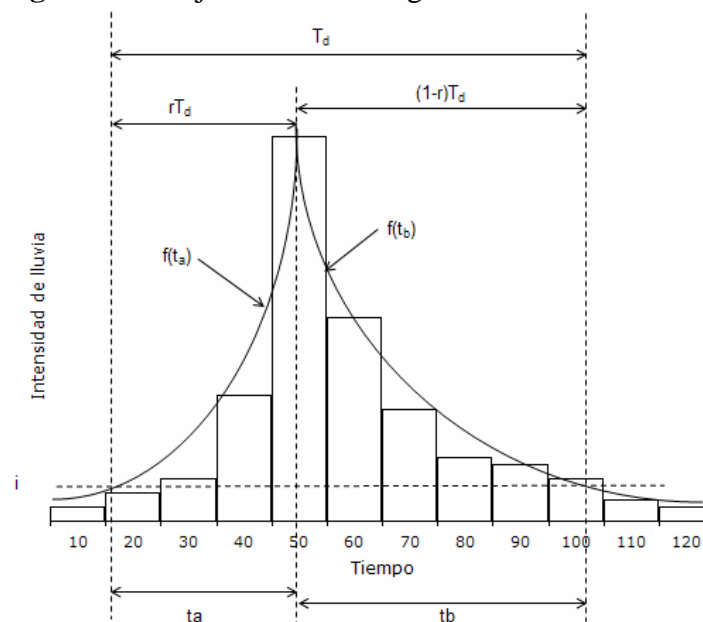 T_d
rT_d
(1-r)T_d
f(t_a)
f(t_b)
Intensidad de lluvia
i
10 20 30 40 50 60 70 80 90 100 110 120
Tiempo
ta
tb